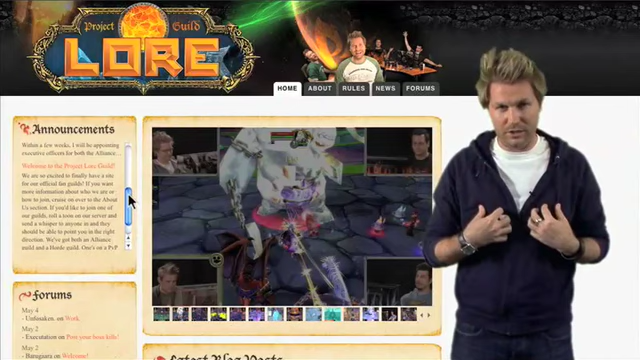 Project Guild
LORE
HOME ABOUT RULES NEWS FORUMS
Announcements
Within a few weeks, I will be appointing
executive officers for both the Alliance...
Welcome to the Project Lore Guild!
We are so excited to finally have a site
for our official fan guilds! If you want
more information about who we are or
how to join, cruise on over to the About
Us section. If you'd like to join one of
our guilds, roll a toon on our server and
send a whisper to anyone in and they
should be able to point you in the right
direction. We've got both an Alliance
guild and a Horde guild. One's on a PvP
Forums
May 4
- Unfusaken. on Work
May 2
- Execution on Post your boss kills!
May 2
on Welcome!
Latest Blog Posts